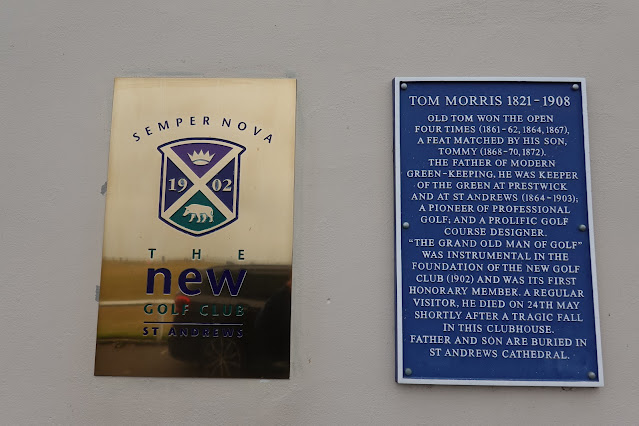 SEMPER NOVA
1902
THE
new
GOLF CLUB
ST ANDREWS
TOM MORRIS 1821-1908
OLD TOM WON THE OPEN
FOUR TIMES (1861-62, 1864, 1867),
A FEAT MATCHED BY HIS SON,
TOMMY (1868-70, 1872).
THE FATHER OF MODERN
GREEN-KEEPING, HE WAS KEEPER
OF THE GREEN AT PRESTWICK
AND AT ST ANDREWS (1864-1903);
A PIONEER OF PROFESSIONAL
GOLF; AND A PROLIFIC GOLF
COURSE DESIGNER.
"THE GRAND OLD MAN OF GOLF"
WAS INSTRUMENTAL IN THE
FOUNDATION OF THE NEW GOLF
CLUB (1902) AND WAS ITS FIRST
HONORARY MEMBER. A REGULAR
VISITOR, HE DIED ON 24TH MAY
SHORTLY AFTER A TRAGIC FALL
IN THIS CLUBHOUSE.
FATHER AND SON ARE BURIED IN
ST ANDREWS CATHEDRAL.